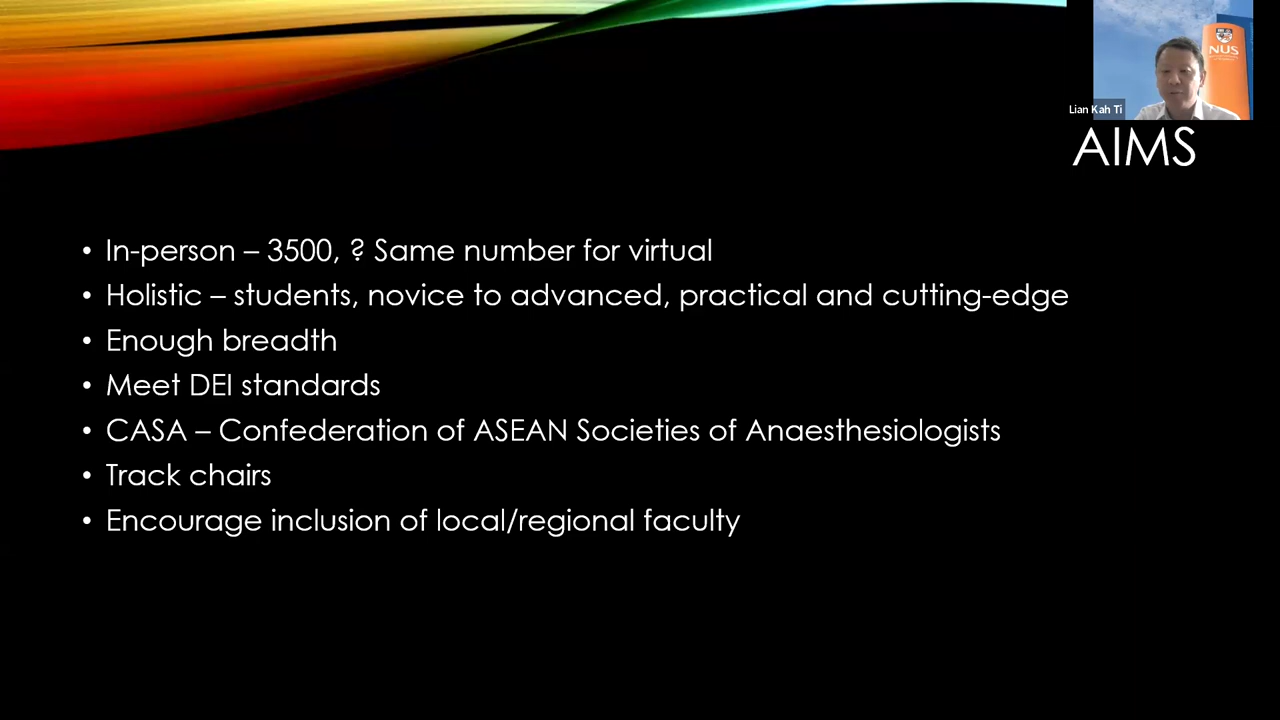 NUS
Lian Kah Ti
AIMS
• In-person – 3500, ? Same number for virtual
• Holistic – students, novice to advanced, practical and cutting-edge
• Enough breadth
• Meet DEI standards
• CASA – Confederation of ASEAN Societies of Anaesthesiologists
• Track chairs
• Encourage inclusion of local/regional faculty